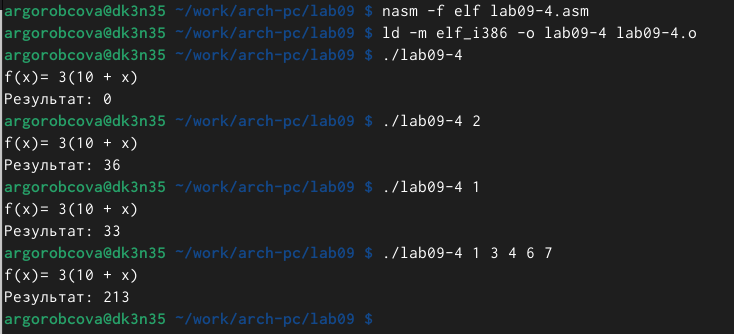 argorobcova@dk3n35 ~/work/arch-pc/lab09 $ nasm -f elf lab09-4.asm
argorobcova@dk3n35 ~/work/arch-pc/lab09 $ ld -m elf_i386 -o lab09-4 lab09-4.o
argorobcova@dk3n35 ~/work/arch-pc/lab09 $ ./lab09-4
f(x)= 3(10 + x)
Результат: 0
argorobcova@dk3n35 ~/work/arch-pc/lab09 $ ./lab09-4 2
f(x)= 3(10 + x)
Результат: 36
argorobcova@dk3n35 ~/work/arch-pc/lab09 $ ./lab09-4 1
f(x)= 3(10 + x)
Результат: 33
argorobcova@dk3n35 ~/work/arch-pc/lab09 $ ./lab09-4 1 3 4 6 7
f(x)= 3(10 + x)
Результат: 213
argorobcova@dk3n35 ~/work/arch-pc/lab09 $